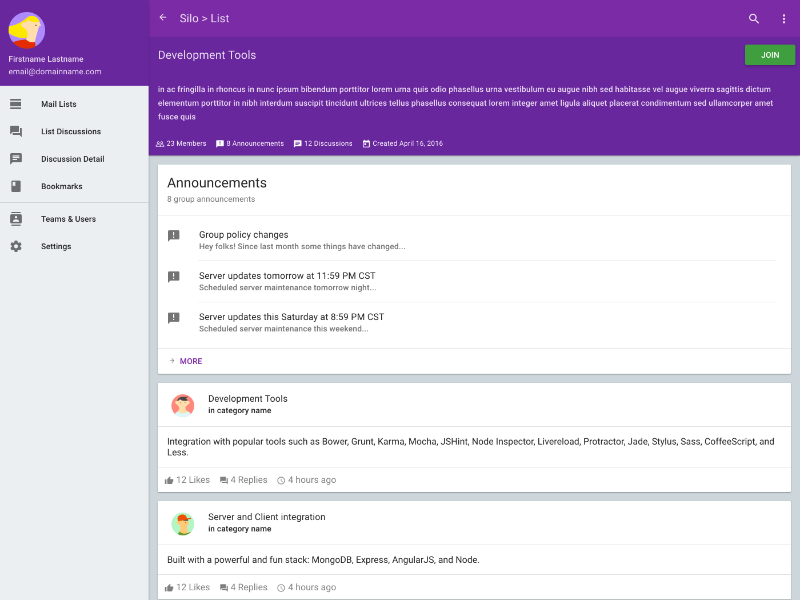 Silo > List
Firstname Lastname
email@domainname.com
Mail Lists
List Discussions
Discussion Detail
Bookmarks
Teams & Users
Settings
Development Tools
JOIN
in ac fringilla in rhoncus in nunc ipsum bibendum porttitor lorem urna quis odio phasellus urna vestibulum eu augue nibh sed habitasse vel augue viverra sagittis dictum
elementum porttitor in nibh interdum suscipit tincidunt ultrices tellus phasellus consequat lorem integer amet ligula aliquet placerat condimentum sed ullamcorper amet
fusce quis
23 Members 8 Announcements 12 Discussions Created April 16, 2016
Announcements
8 group announcements
Group policy changes
Hey folks! Since last month some things have changed...
Server updates tomorrow at 11:59 PM CST
Scheduled server maintenance tomorrow night...
Server updates this Saturday at 8:59 PM CST
Scheduled server maintenance this weekend...
MORE
Development Tools
in category name
Integration with popular tools such as Bower, Grunt, Karma, Mocha, JSHint, Node Inspector, Livereload, Protractor, Jade, Stylus, Sass, CoffeeScript, and
Less.
12 Likes 4 Replies 4 hours ago
Server and Client integration
in category name
Built with a powerful and fun stack: MongoDB, Express, AngularJS, and Node.
12 Likes 4 Replies 4 hours ago